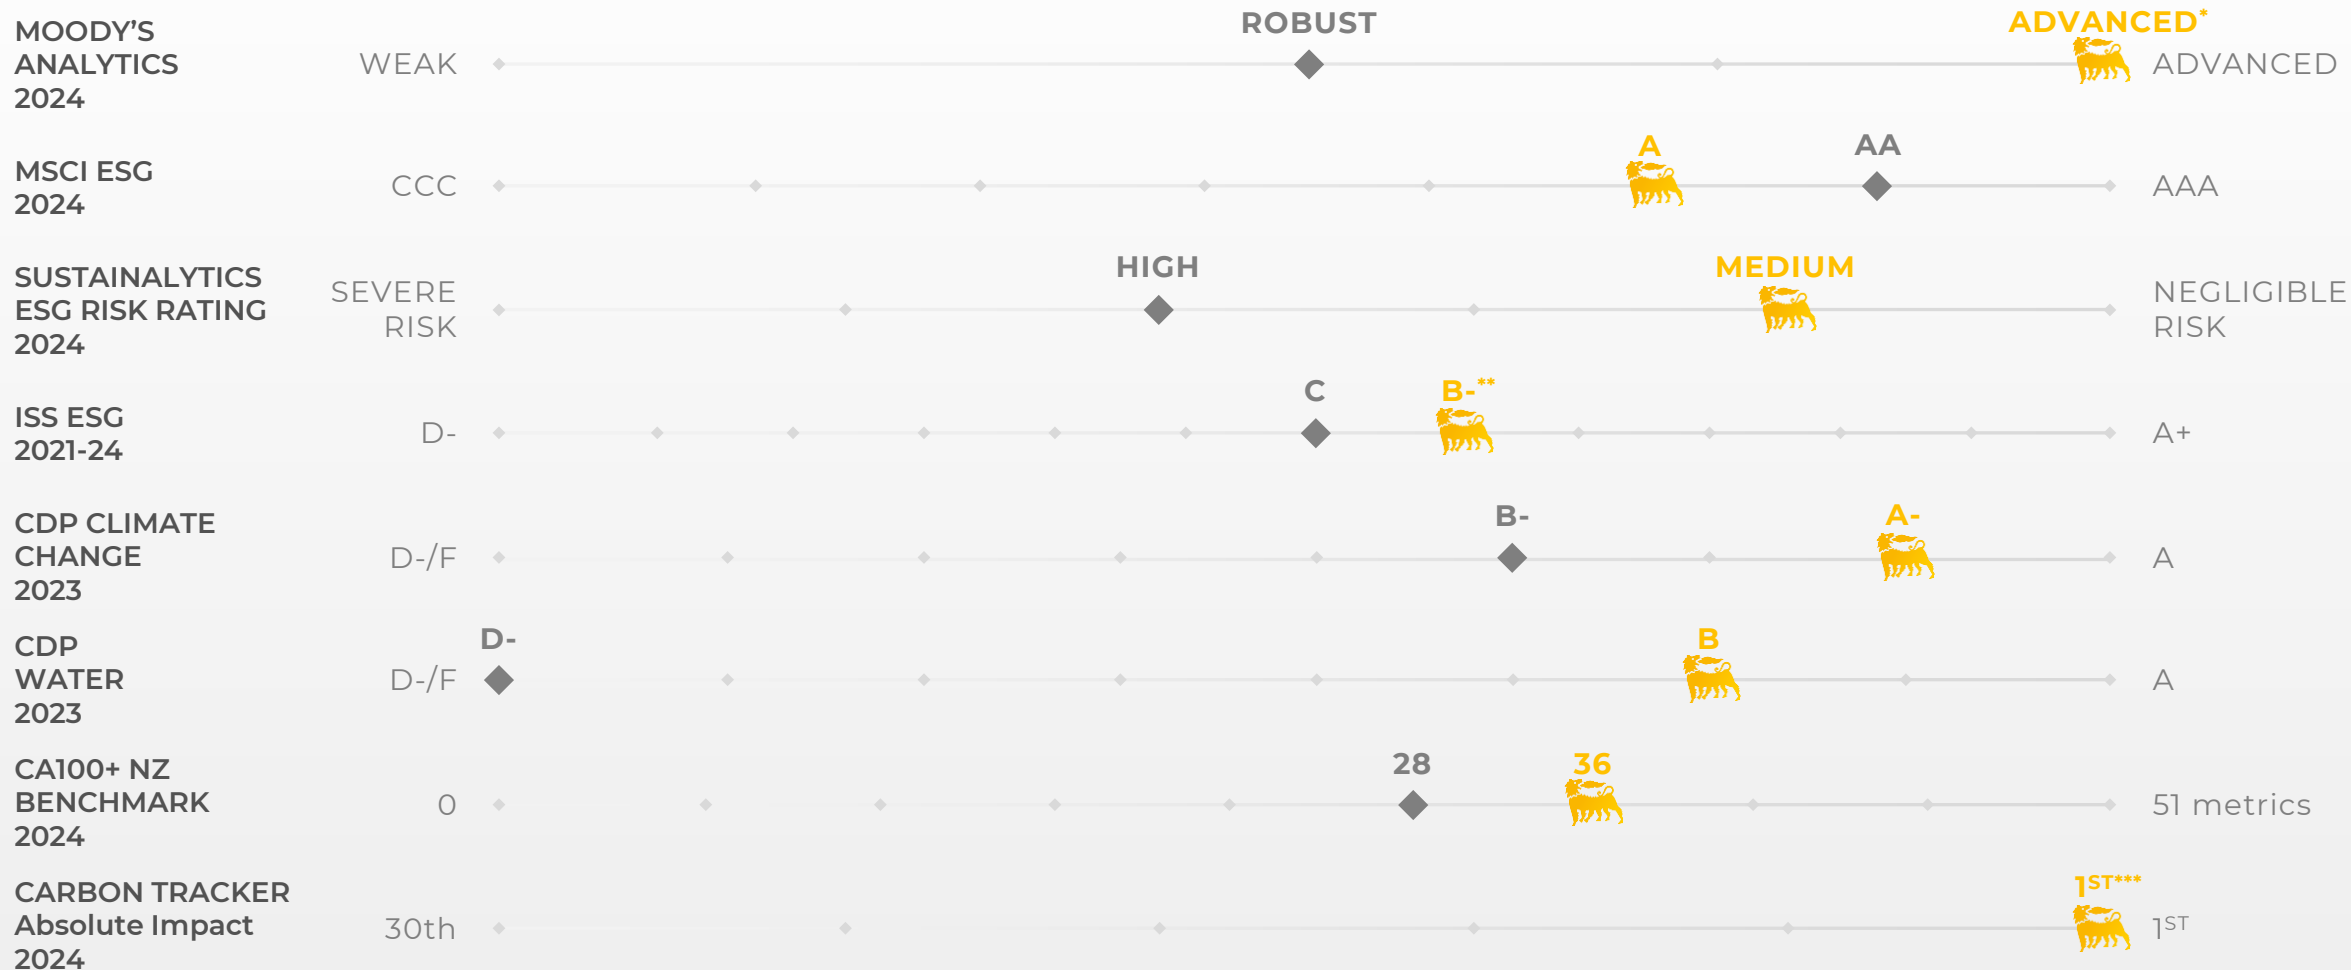 MOODY’S
ANALYTICS
2024
WEAK
ROBUST
ADVANCED*
ADVANCED
MSCI ESG
2024
CCC
A
AA
AAA
SUSTAINALYTICS
ESG RISK RATING
2024
SEVERE
RISK
HIGH
MEDIUM
NEGLIGIBLE
RISK
ISS ESG
2021-24
D-
C
B-**
A+
CDP CLIMATE
CHANGE
2023
D-/F
B-
A-
A
CDP
WATER
2023
D-/F
D-
B
A
CA100+ NZ
BENCHMARK
2024
0
28
36
51 metrics
CARBON TRACKER
Absolute Impact
2024
30th
1ST***
1ST